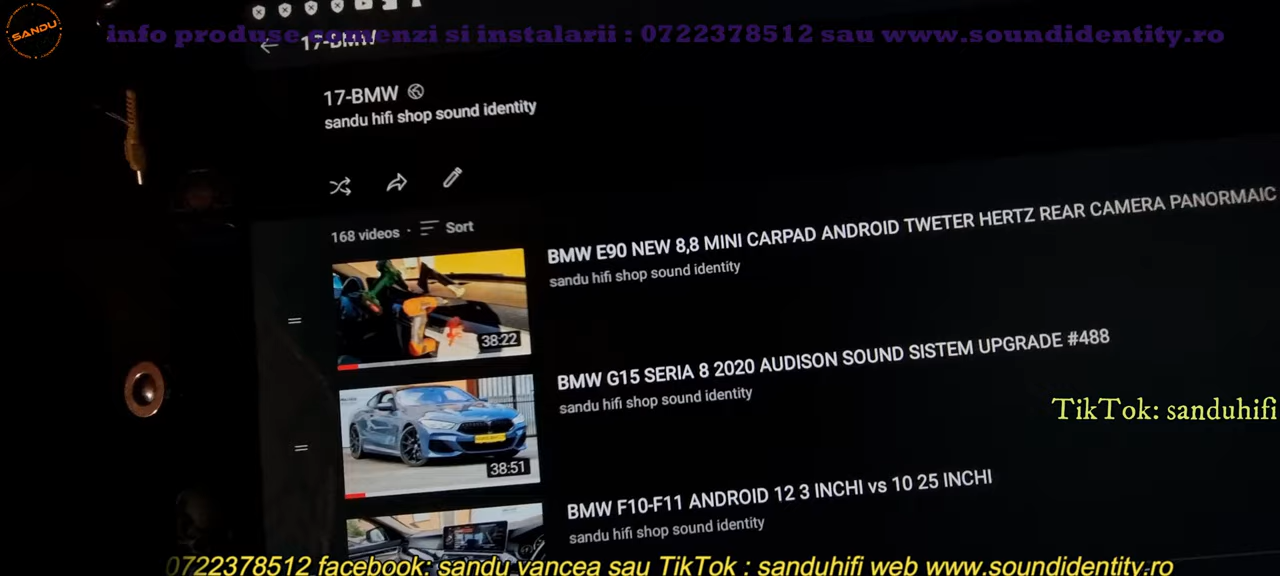 SANDU
info produse comenzi si instalarii : 0722378512 sau www.soundidentity.ro
17-BMW
17-BMW
sandu hifi shop sound identity
168 videos · Sort
BMW E90 NEW 8,8 MINI CARPAD ANDROID TWETER HERTZ REAR CAMERA PANORMAIC
sandu hifi shop sound identity
38:22
BMW G15 SERIA 8 2020 AUDISON SOUND SISTEM UPGRADE #488
sandu hifi shop sound identity
38:51
TikTok: sanduhifi
BMW F10-F11 ANDROID 12 3 INCHI vs 10 25 INCHI
sandu hifi shop sound identity
0722378512 facebook: sandu vancea sau TikTok : sanduhifi web www.soundidentity.ro